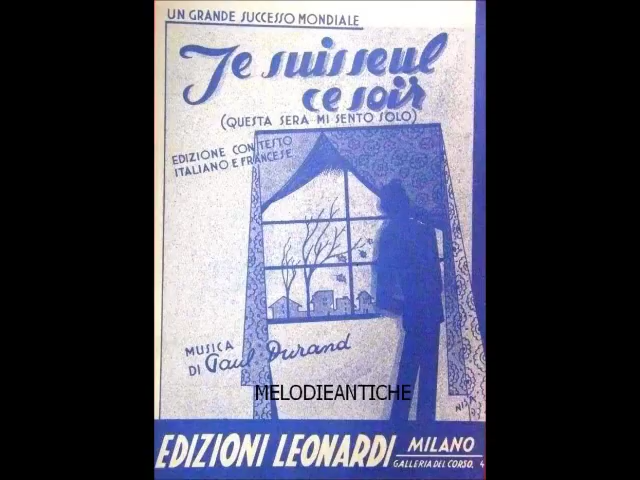 UN GRANDE SUCCESSO MONDIALE
Je suis seul
ce soir
(QUESTA SERA MI SENTO SOLO)
EDIZIONE CON TESTO
ITALIANO E FRANCESE
MUSICA
DI Paul Durand
MELODIEANTICHE
EDIZIONI LEONARDI MILANO
GALLERIA DEL CORSO, 4